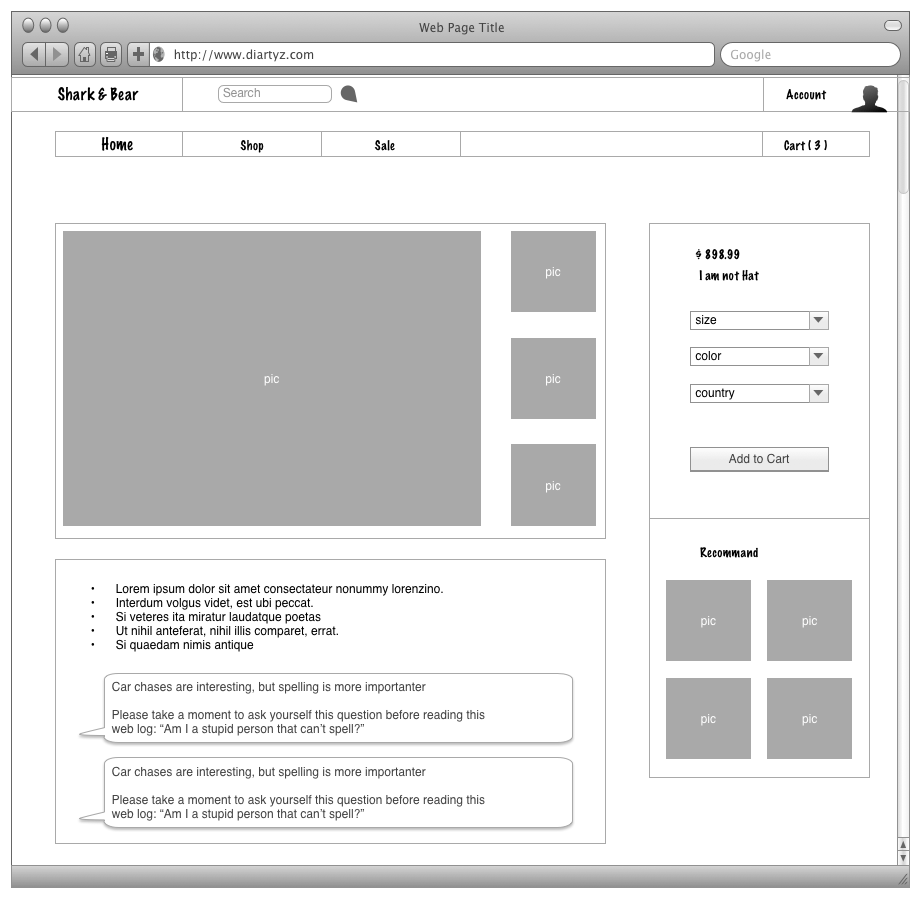 Web Page Title
http://www.diartyz.com
Google
Shark & Bear
Search
Account
Home
Shop
Sale
Cart ( 3 )
pic
pic
pic
pic
$ 898.99
I am not Hat
size
color
country
Add to Cart
• Lorem ipsum dolor sit amet consectateur nonummy lorenzino.
• Interdum volgus videt, est ubi peccat.
• Si veteres ita miratur laudatque poetas
• Ut nihil anteferat, nihil illis comparet, errat.
• Si quaedam nimis antique
Car chases are interesting, but spelling is more importanter
Please take a moment to ask yourself this question before reading this
web log: “Am I a stupid person that can’t spell?”
Car chases are interesting, but spelling is more importanter
Please take a moment to ask yourself this question before reading this
web log: “Am I a stupid person that can’t spell?”
Recommand
pic
pic
pic
pic